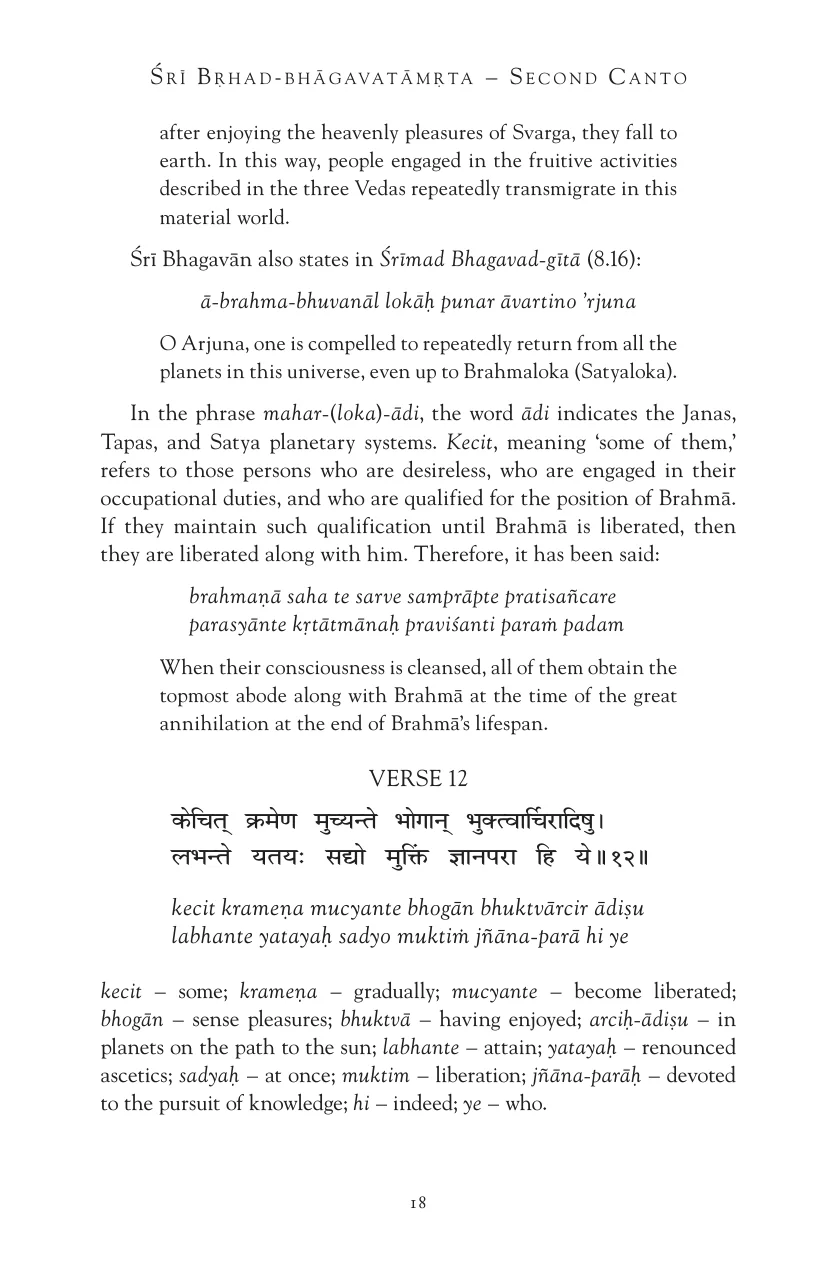 Śrī Bṛhad-bhāgavatāmṛta – Second Canto
after enjoying the heavenly pleasures of Svarga, they fall to
earth. In this way, people engaged in the fruitive activities
described in the three Vedas repeatedly transmigrate in this
material world.
Śrī Bhagavān also states in Śrīmad Bhagavad-gītā (8.16):
ā-brahma-bhuvanāl lokāḥ punar āvartino ’rjuna
O Arjuna, one is compelled to repeatedly return from all the
planets in this universe, even up to Brahmaloka (Satyaloka).
In the phrase mahar-(loka)-ādi, the word ādi indicates the Janas,
Tapas, and Satya planetary systems. Kecit, meaning ‘some of them,’
refers to those persons who are desireless, who are engaged in their
occupational duties, and who are qualified for the position of Brahmā.
If they maintain such qualification until Brahmā is liberated, then
they are liberated along with him. Therefore, it has been said:
brahmaṇā saha te sarve samprāpte pratisañcare
parasyānte kṛtātmānaḥ praviśanti paraṁ padam
When their consciousness is cleansed, all of them obtain the
topmost abode along with Brahmā at the time of the great
annihilation at the end of Brahmā’s lifespan.
VERSE 12
केचित् क्रमेण मुच्यन्ते भोगान् भुक्त्वार्चिरादिषु।
लभन्ते यतयः सद्यो मुक्तिं ज्ञानपरा हि ये॥१२॥
kecit krameṇa mucyante bhogān bhuktvārcir ādiṣu
labhante yatayaḥ sadyo muktiṁ jñāna-parā hi ye
kecit – some; krameṇa – gradually; mucyante – become liberated;
bhogān – sense pleasures; bhuktvā – having enjoyed; arciḥ-ādiṣu – in
planets on the path to the sun; labhante – attain; yatayaḥ – renounced
ascetics; sadyaḥ – at once; muktim – liberation; jñāna-parāḥ – devoted
to the pursuit of knowledge; hi – indeed; ye – who.
18